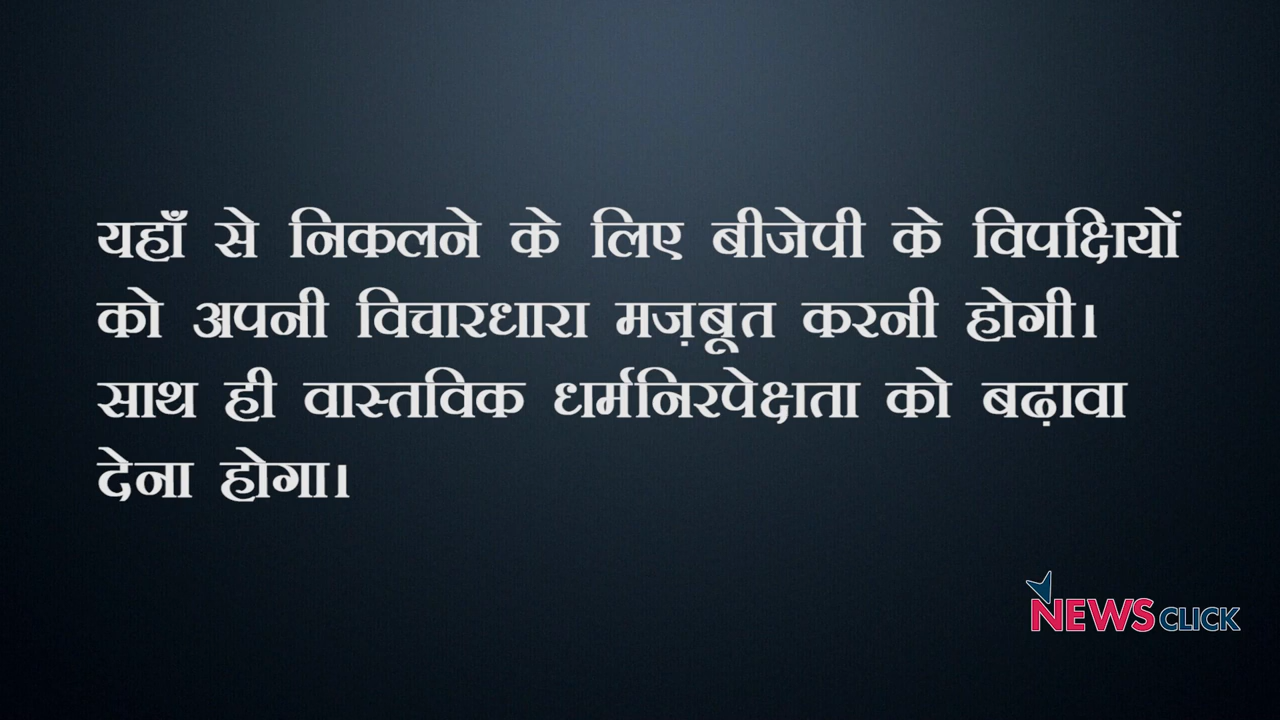 यहाँ से निकलने के लिए बीजेपी के विपक्षियों
को अपनी विचारधारा मज़बूत करनी होगी।
साथ ही वास्तविक धर्मनिरपेक्षता को बढ़ावा
देना होगा।
NEWSCLICK